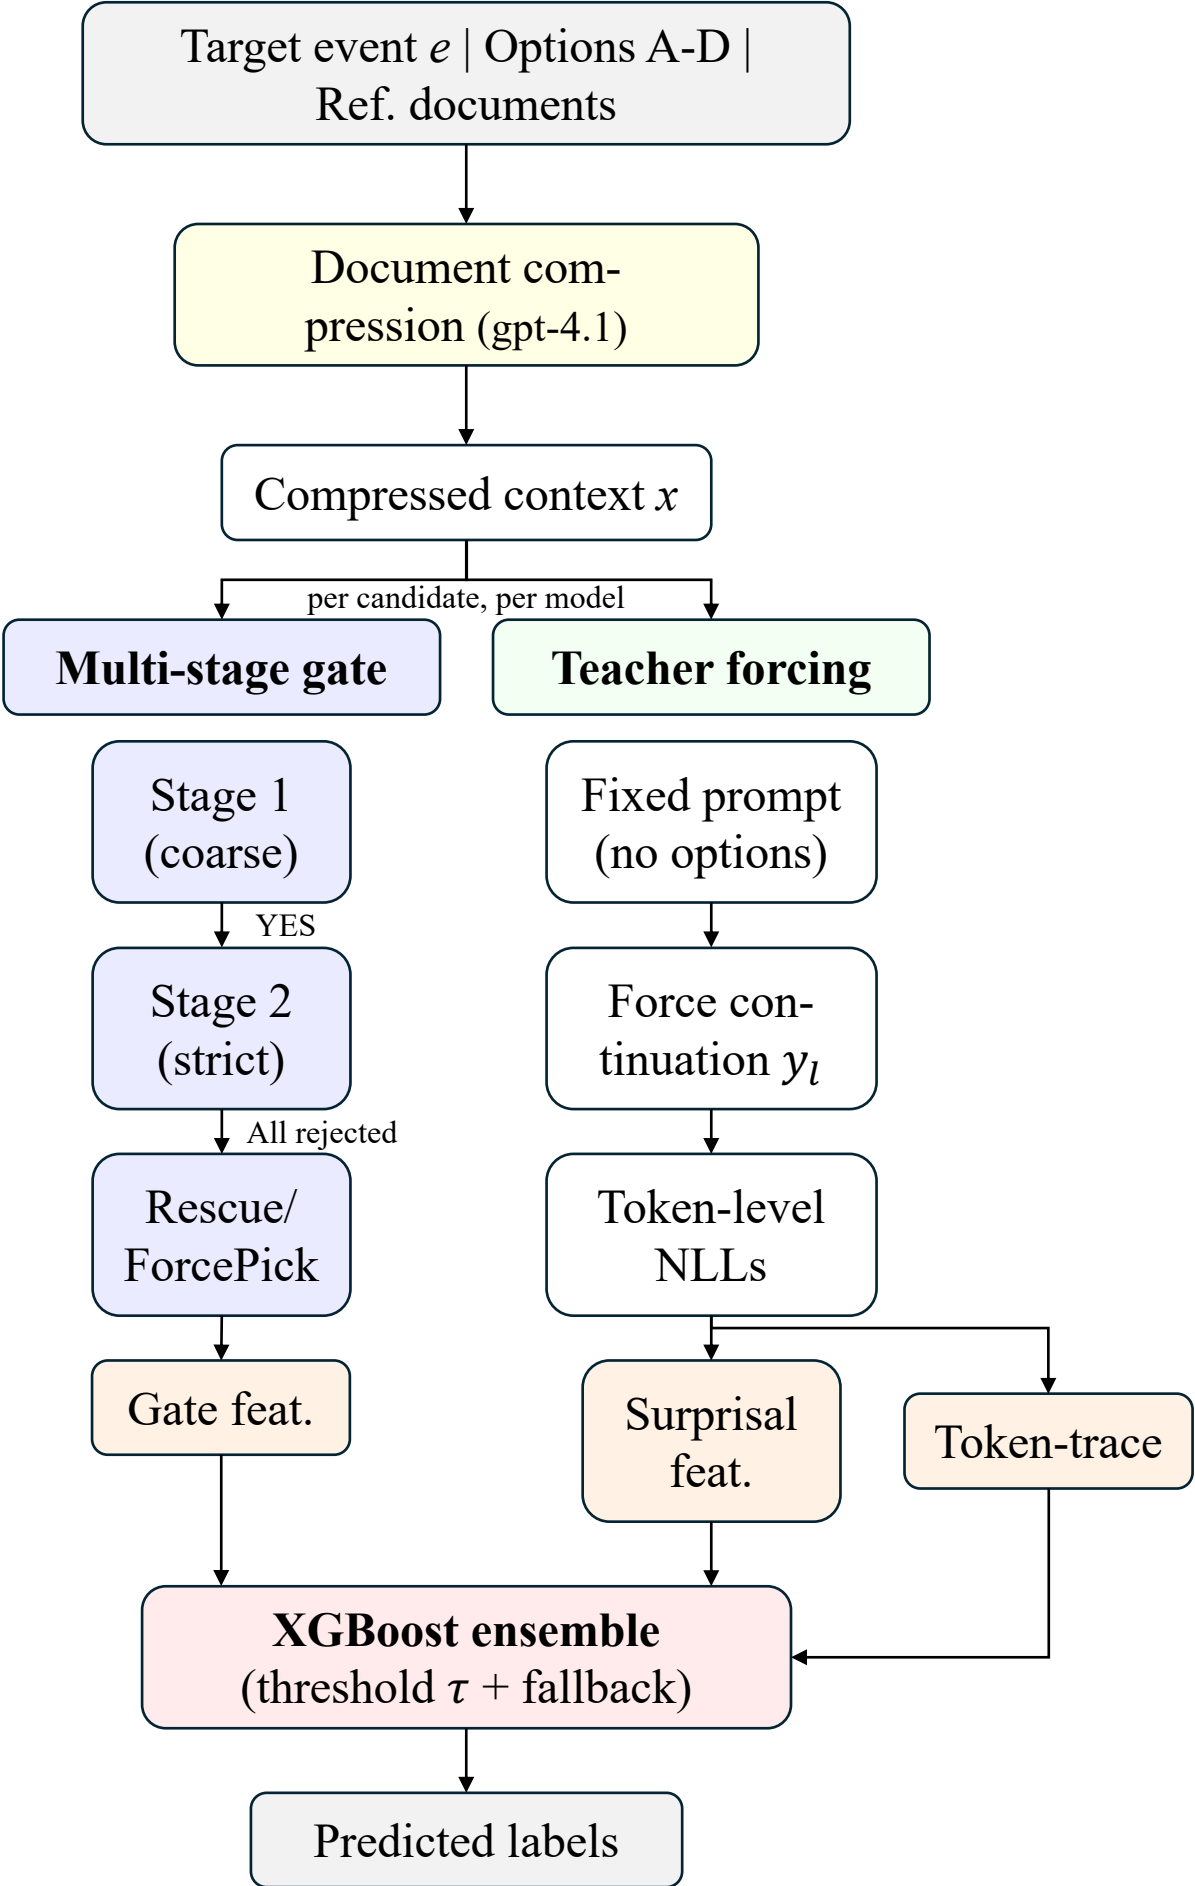 Target event e | Options A-D |
Ref. documents
Document com-
pression (gpt-4.1)
Compressed context x
per candidate, per model
Multi-stage gate
Teacher forcing
Stage 1
(coarse)
YES
Stage 2
(strict)
All rejected
Rescue/
ForcePick
Gate feat.
Fixed prompt
(no options)
Force con-
tinuation y_l
Token-level
NLLs
Surprisal
feat.
Token-trace
XGBoost ensemble
(threshold τ + fallback)
Predicted labels